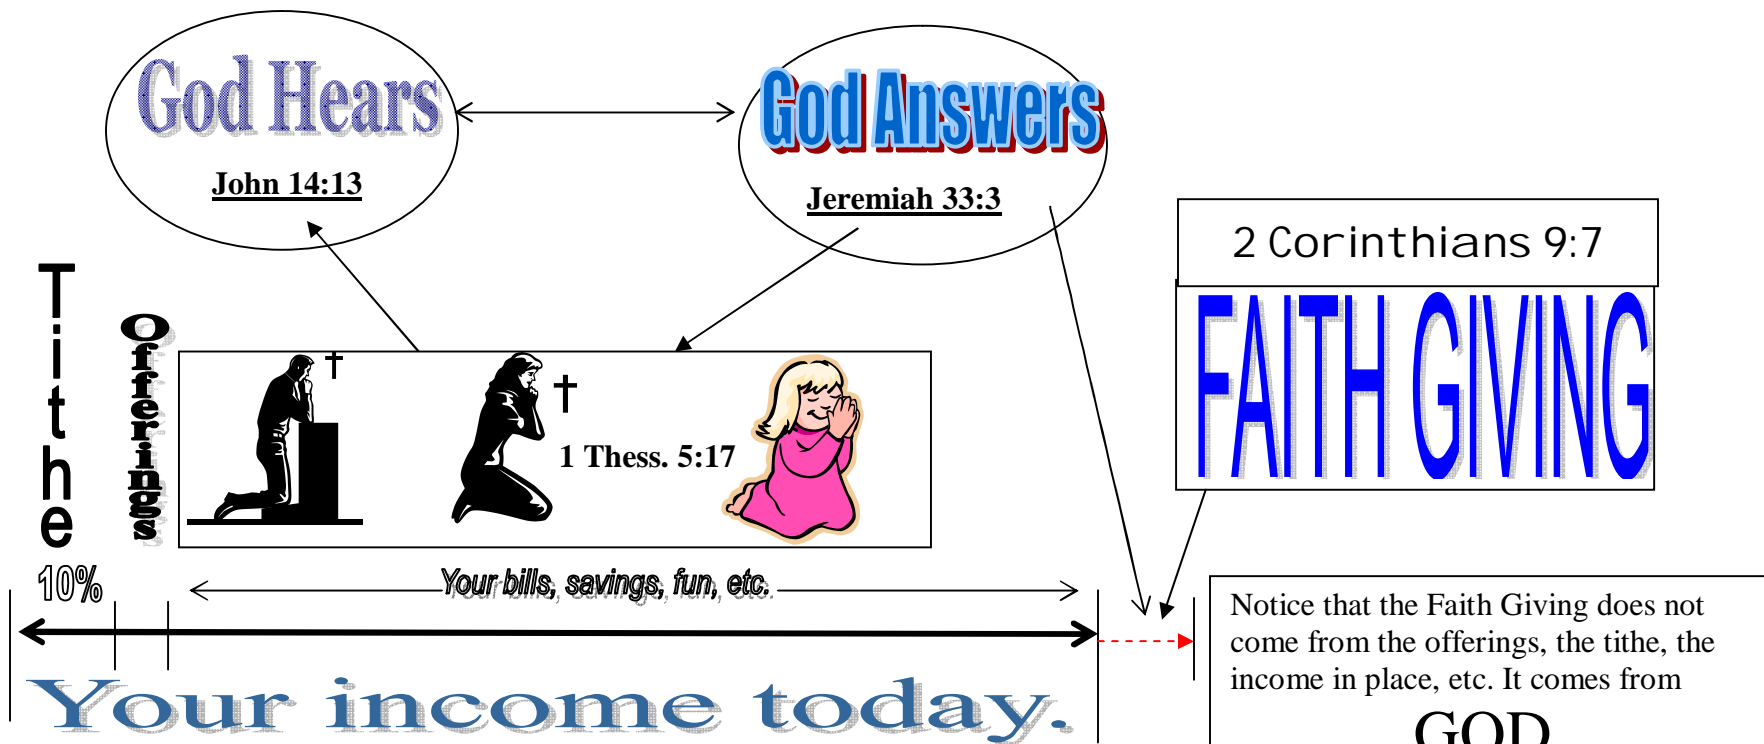 God Hears
John 14:13
God Answers
Jeremiah 33:3
2 Corinthians 9:7
FAITH GIVING
Tithe
10%
Offerings
1 Thess. 5:17
Your bills, savings, fun, etc.
Your income today.
Notice that the Faith Giving does not
come from the offerings, the tithe, the
income in place, etc. It comes from
GOD